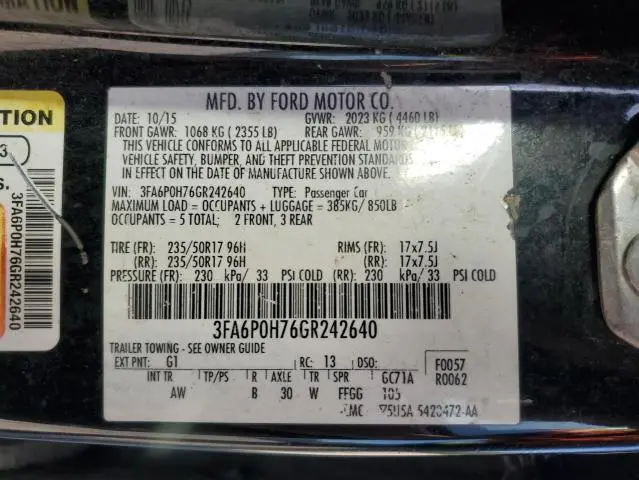 MFD. BY FORD MOTOR CO.
DATE: 10/15 GVWR: 2023 KG ( 4460 LB)
FRONT GAWR: 1068 KG ( 2355 LB) REAR GAWR: 959 KG
THIS VEHICLE CONFORMS TO ALL APPLICABLE FEDERAL MOTOR
VEHICLE SAFETY, BUMPER, AND THEFT PREVENTION STANDARDS
IN EFFECT ON THE DATE OF MANUFACTURE SHOWN ABOVE.
VIN: 3FA6P0H76GR242640 TYPE: Passenger Car
MAXIMUM LOAD = OCCUPANTS + LUGGAGE = 385KG/ 850LB
OCCUPANTS = 5 TOTAL; 2 FRONT, 3 REAR
TIRE (FR): 235/50R17 96H RIMS (FR): 17x7.5J
(RR): 235/50R17 96H (RR): 17x7.5J
PRESSURE (FR): 230 kPa/ 33 PSI COLD (RR): 230 kPa/ 33 PSI COLD
3FA6P0H76GR242640
TRAILER TOWING - SEE OWNER GUIDE
EXT PNT: G1 RC: 13 DSO: F0057
R0062
INT TR TP/PS R AXLE TR SPR GC71A
AW B 30 W FFGG 105
TION
3
S.
3FA6P0H76GR242640